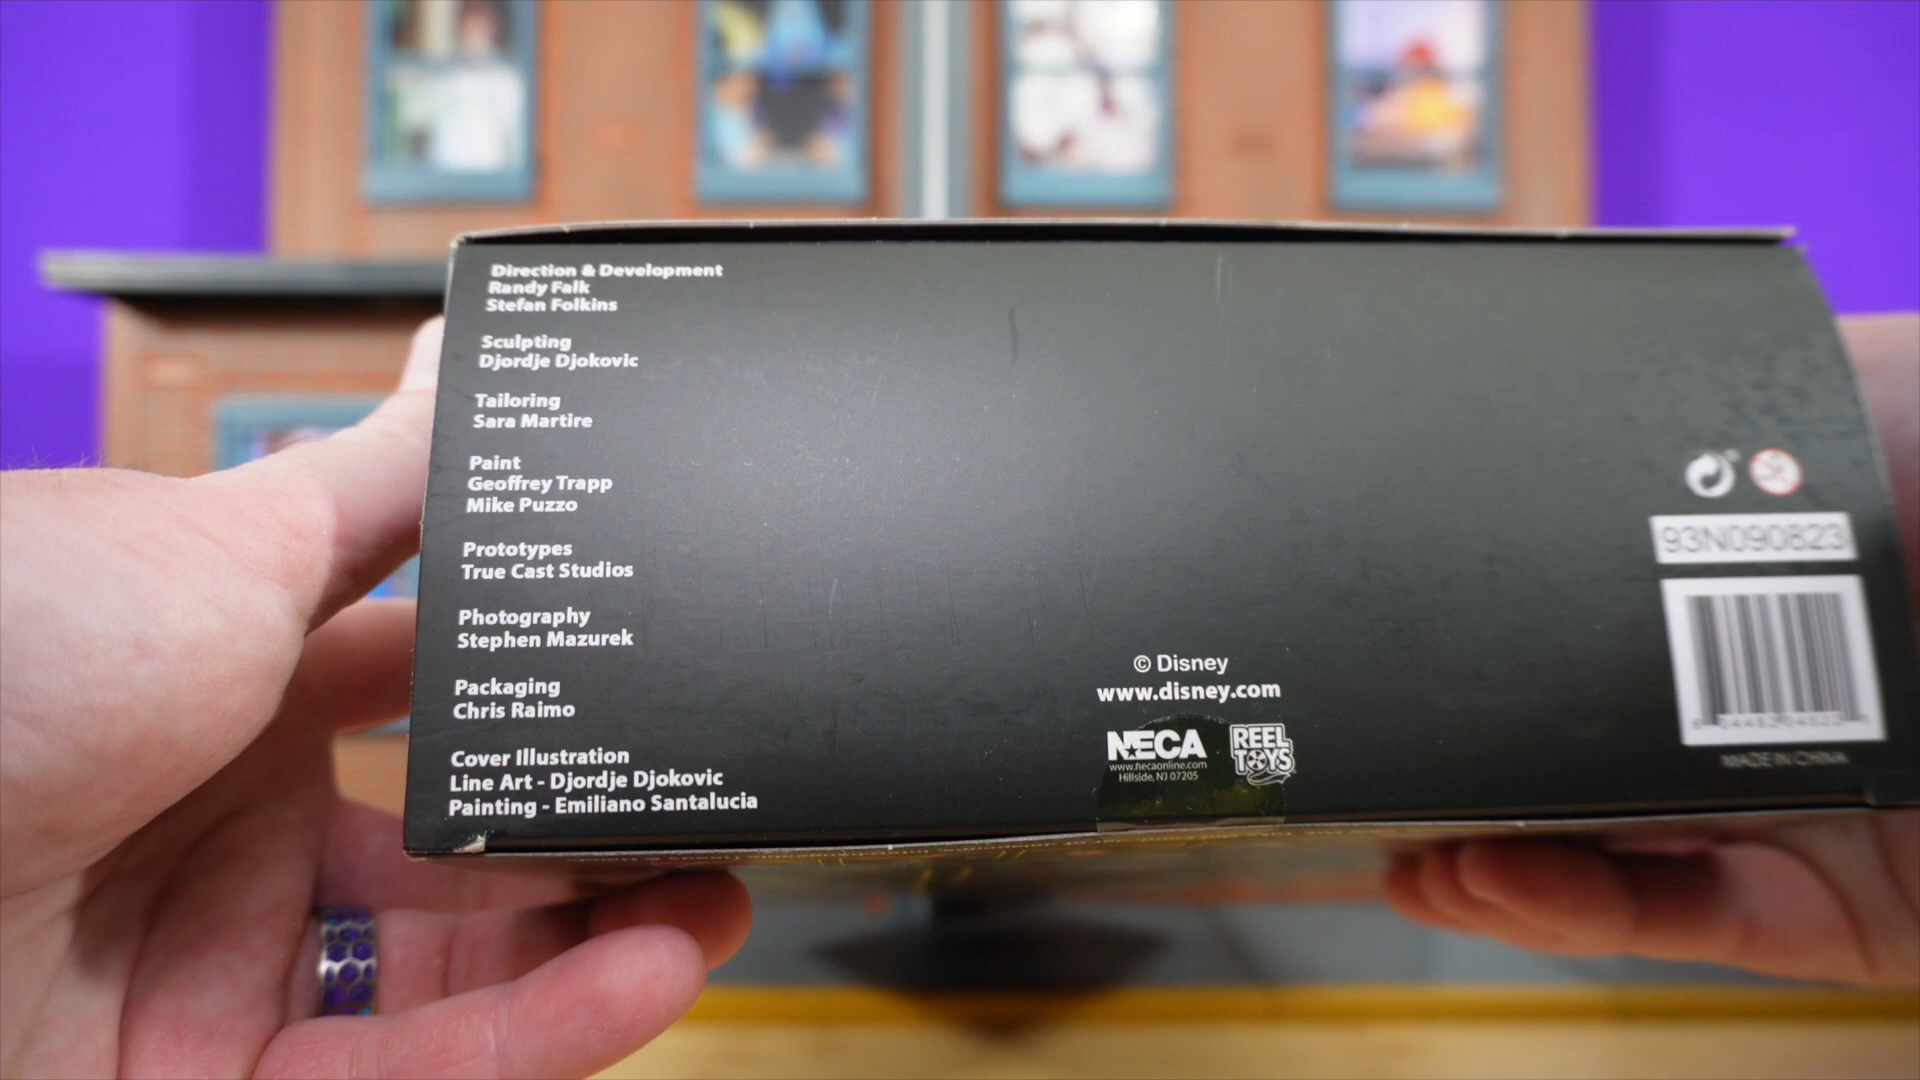 Direction & Development
Randy Falk
Stefan Folkins
Sculpting
Djordje Djokovic
Tailoring
Sara Martire
Paint
Geoffrey Trapp
Mike Puzzo
Prototypes
True Cast Studios
Photography
Stephen Mazurek
Packaging
Chris Raimo
Cover Illustration
Line Art - Djordje Djokovic
Painting - Emiliano Santalucia
© Disney
www.disney.com
NECA
www.necaonline.com
Hillside, NJ 07205
REEL
TOYS
93N090823
MADE IN CHINA